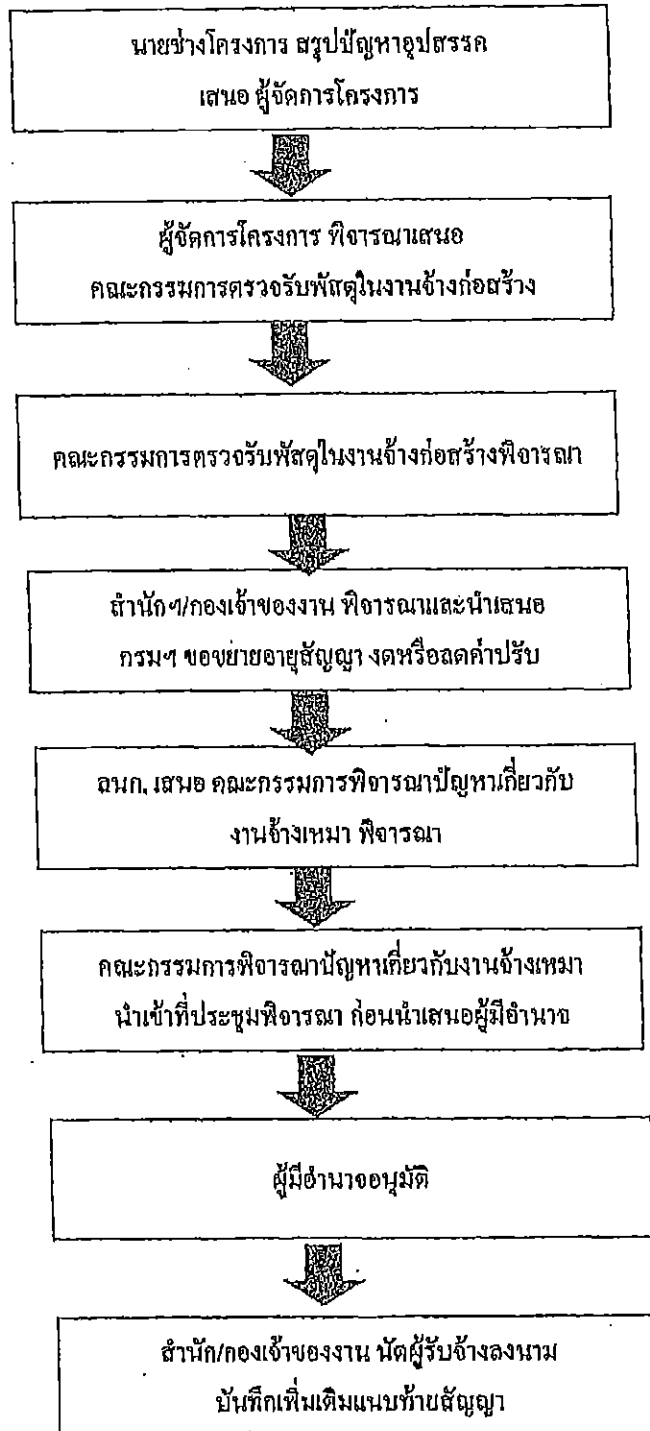 นายช่างโครงการ สรุปปัญหาอุปสรรค
เสนอ ผู้จัดการโครงการ
ผู้จัดการโครงการ พิจารณาเสนอ
คณะกรรมการตรวจรับพัสดุในงานจ้างก่อสร้าง
คณะกรรมการตรวจรับพัสดุในงานจ้างก่อสร้างพิจารณา
สำนักฯ/กองเจ้าของงาน พิจารณาและนำเสนอ
กรมฯ ขอขยายอายุสัญญา งดหรือลดค่าปรับ
ลนก. เสนอ คณะกรรมการพิจารณาปัญหาเกี่ยวกับ
งานจ้างเหมา พิจารณา
คณะกรรมการพิจารณาปัญหาเกี่ยวกับงานจ้างเหมา
นำเข้าที่ประชุมพิจารณา ก่อนนำเสนอผู้มีอำนาจ
ผู้มีอำนาจอนุมัติ
สำนัก/กองเจ้าของงาน นัดผู้รับจ้างลงนาม
บันทึกเพิ่มเติมแนบท้ายสัญญา